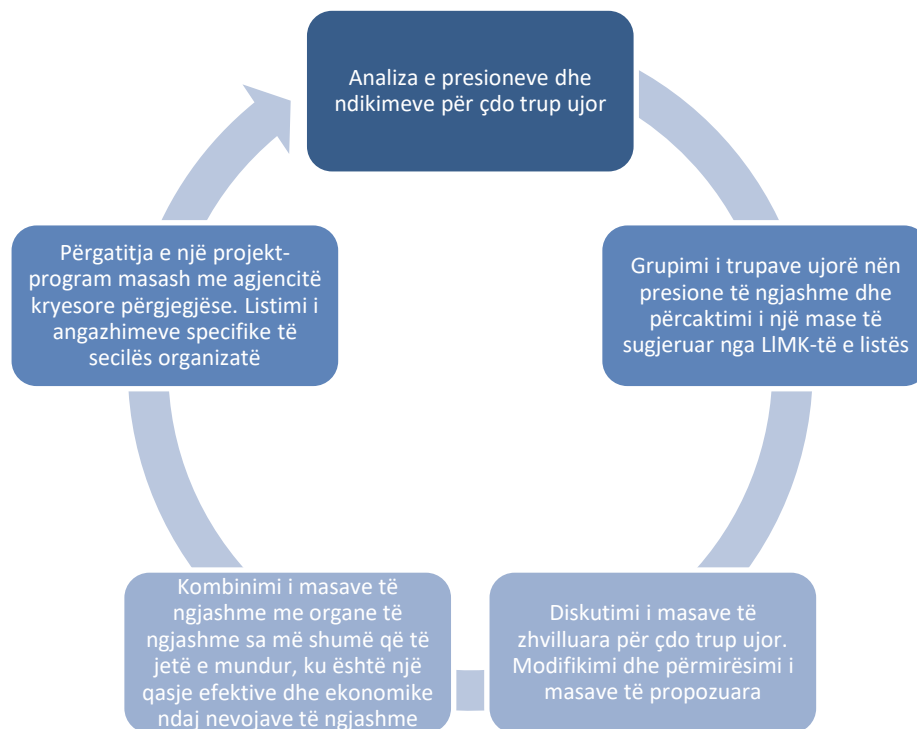 Analiza e presioneve dhe
ndikimeve për çdo trup ujor
Grupimi i trupave ujorë nën
presione të ngjashme dhe
përcaktimi i një mase të
sugjeruar nga LIMK-të e listës
Diskutimi i masave të
zhvilluara për çdo trup ujor.
Modifikimi dhe përmirësimi i
masave të propozuara
Kombinimi i masave të
ngjashme me organe të
ngjashme sa më shumë që të
jetë e mundur, ku është një
qasje efektive dhe ekonomike
ndaj nevojave të ngjashme
Përgatitja e një projekt-
program masash me agjencitë
kryesore përgjegjëse. Listimi i
angazhimeve specifike të
secilës organizatë